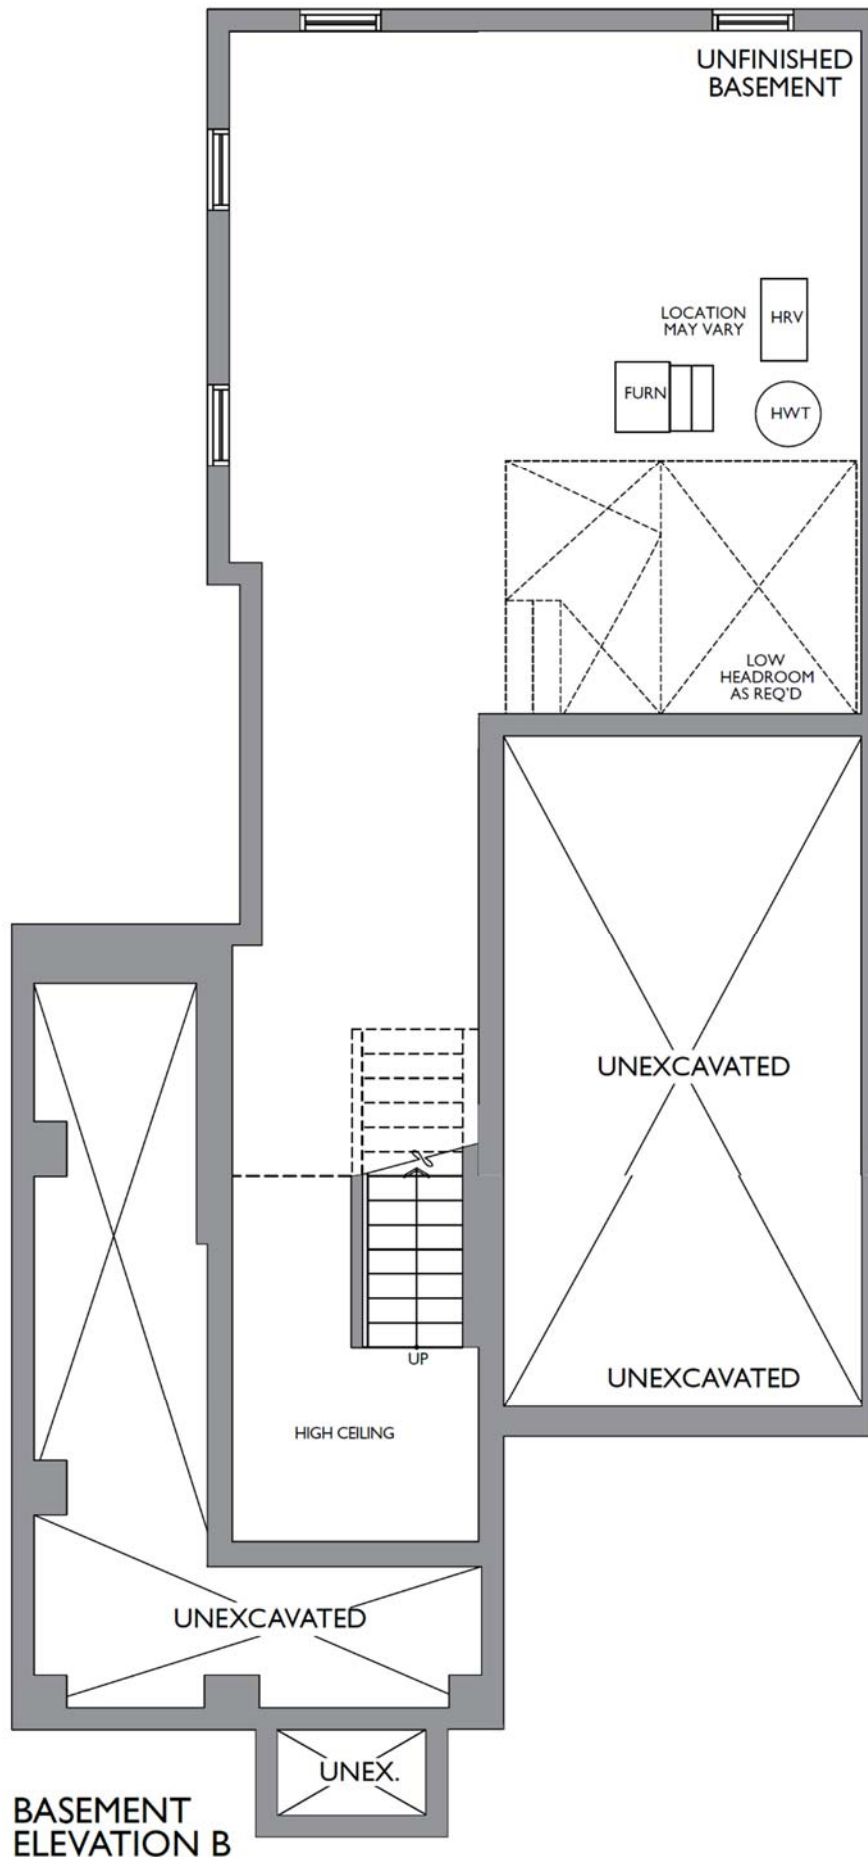 UNFINISHED
BASEMENT
LOCATION
MAY VARY
HRV
FURN
HWT
LOW
HEADROOM
AS REQ'D
UNEXCAVATED
UP
UNEXCAVATED
HIGH CEILING
UNEXCAVATED
UNEX.
BASEMENT
ELEVATION B